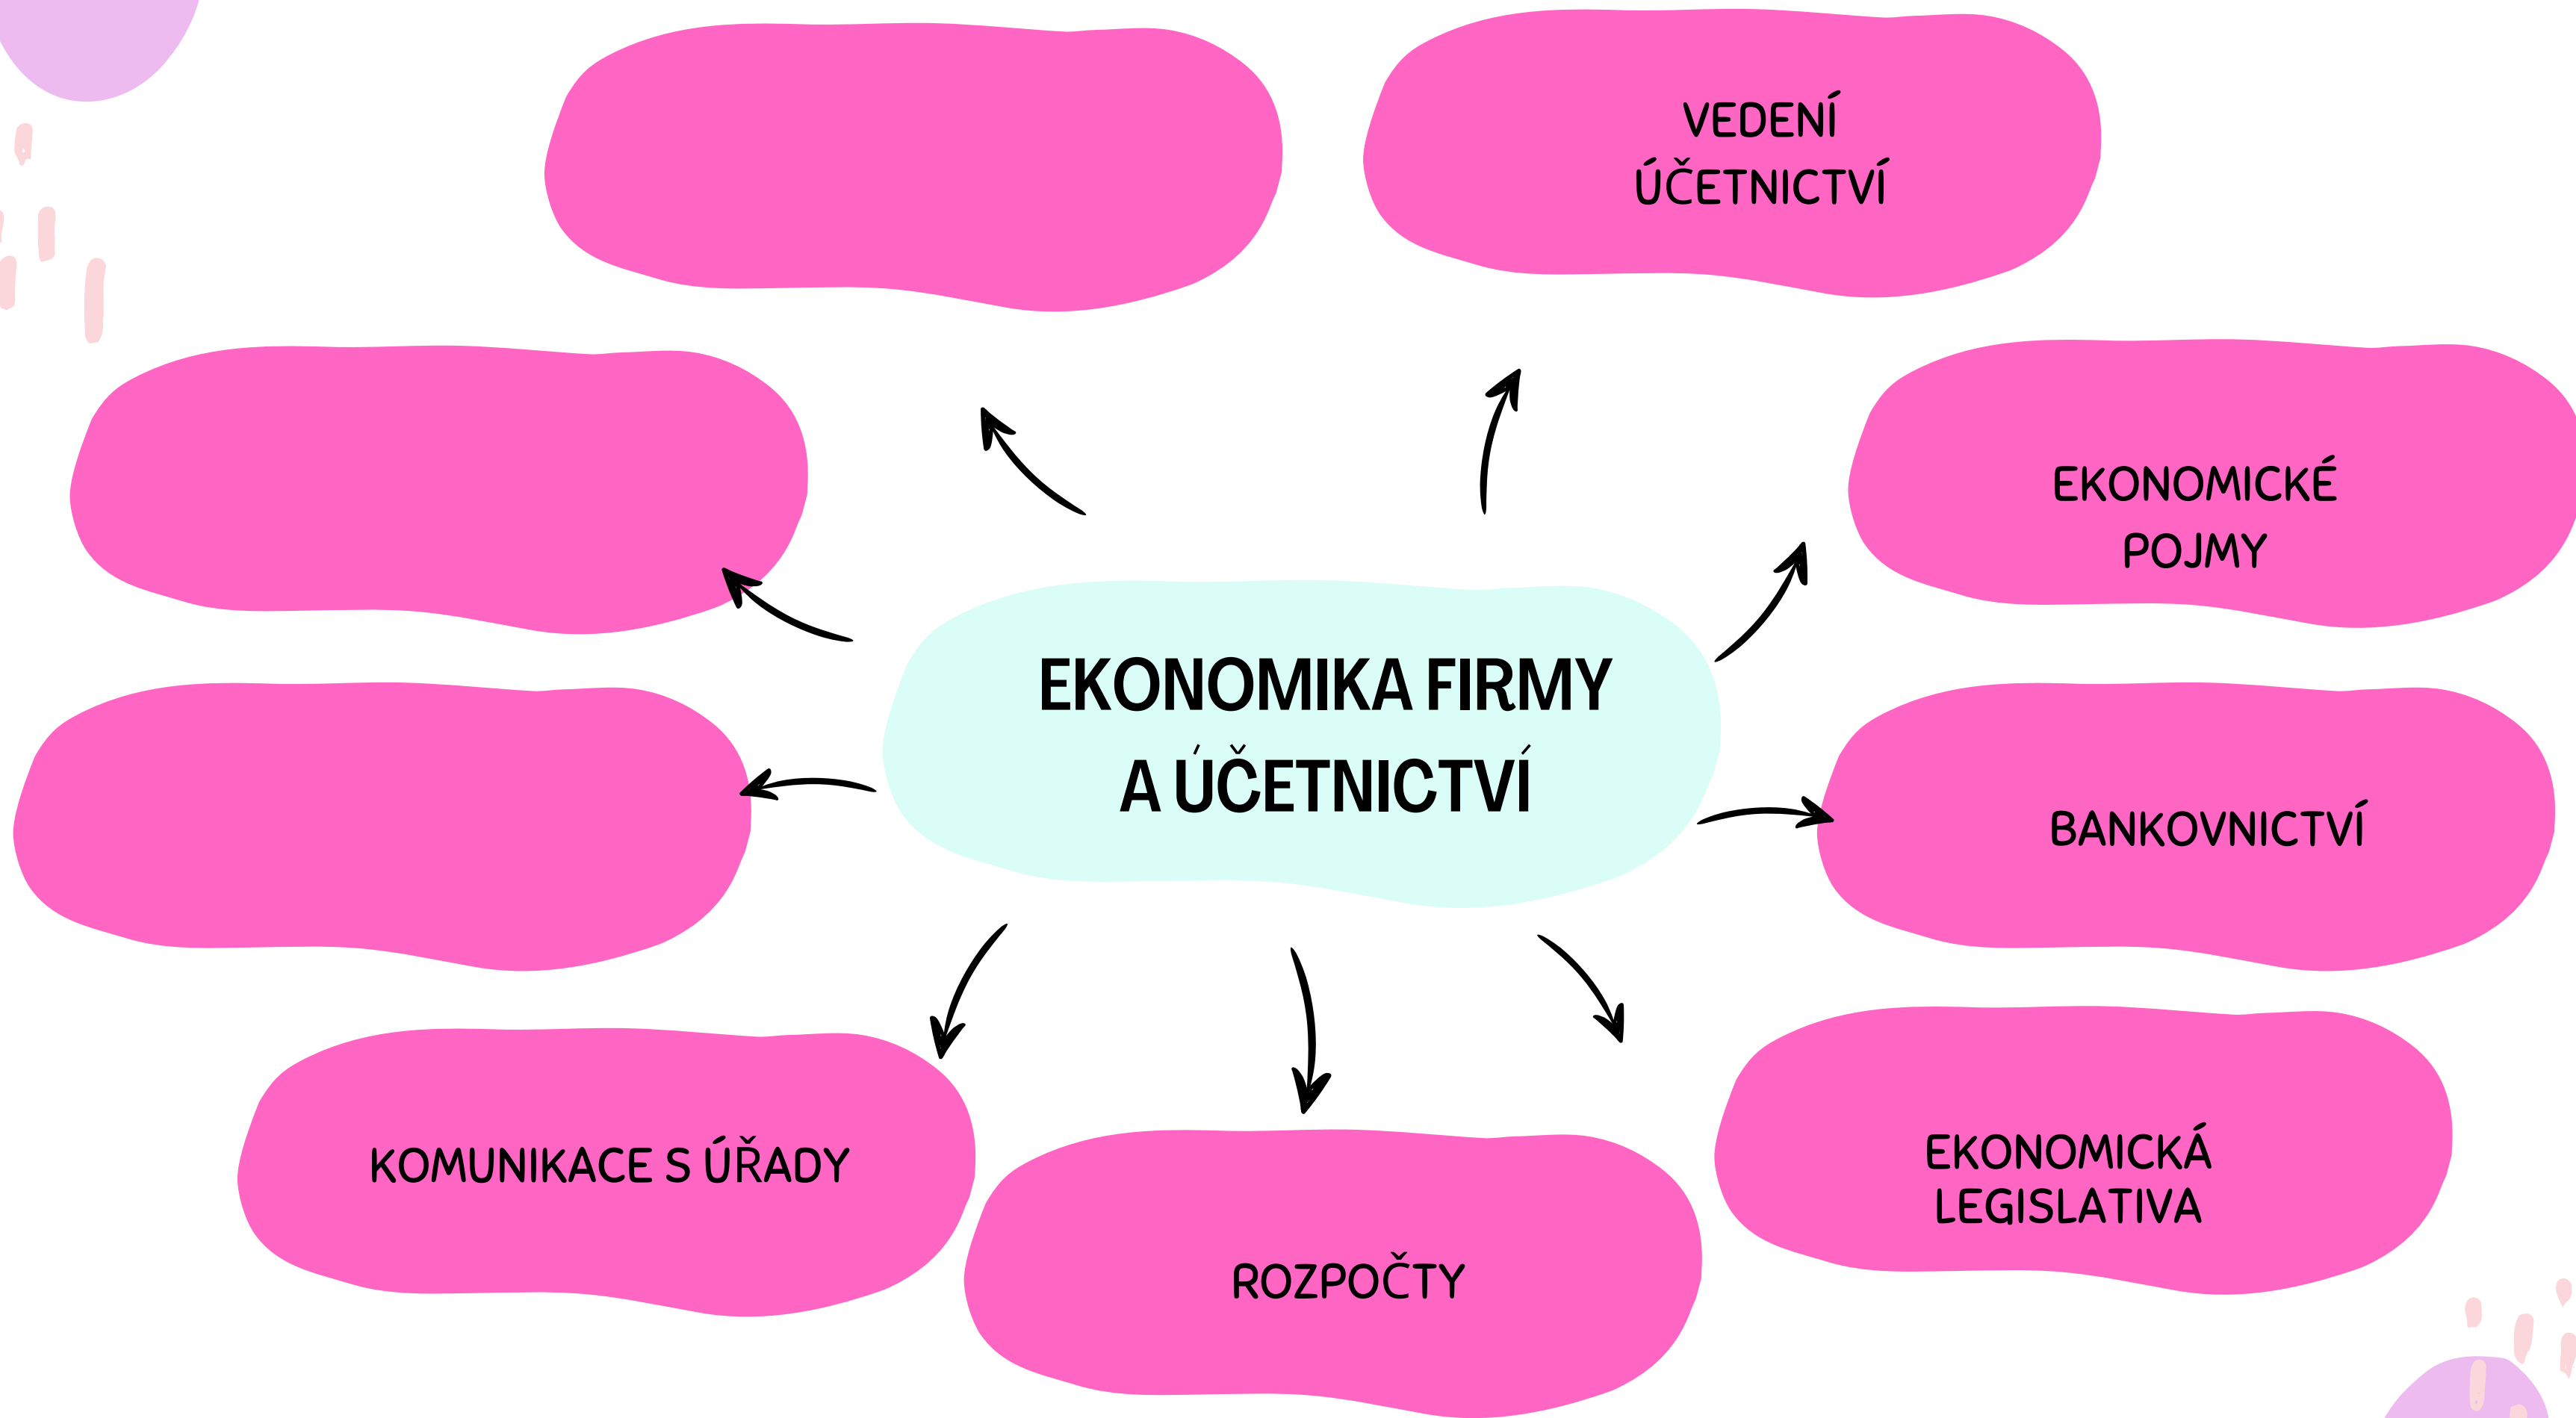 VEDENÍ
ÚČETNICTVÍ
EKONOMICKÉ
POJMY
EKONOMIKA FIRMY
A ÚČETNICTVÍ
BANKOVNICTVÍ
KOMUNIKACE S ÚŘADY
EKONOMICKÁ
LEGISLATIVA
ROZPOČTY